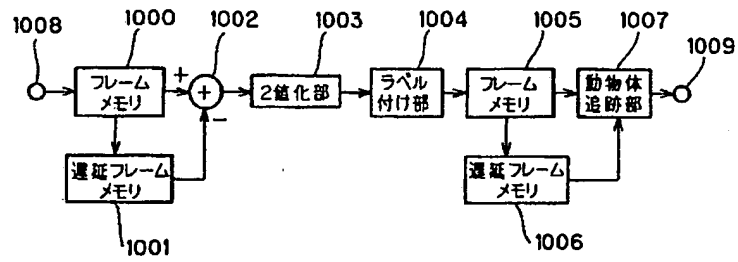 1008
1000
1002
1003
1004
1005
1007
1009
フレーム
メモリ
+
+
−
2値化部
ラベル
付け部
フレーム
メモリ
動物体
追跡部
遅延フレーム
メモリ
遅延フレーム
メモリ
1001
1006